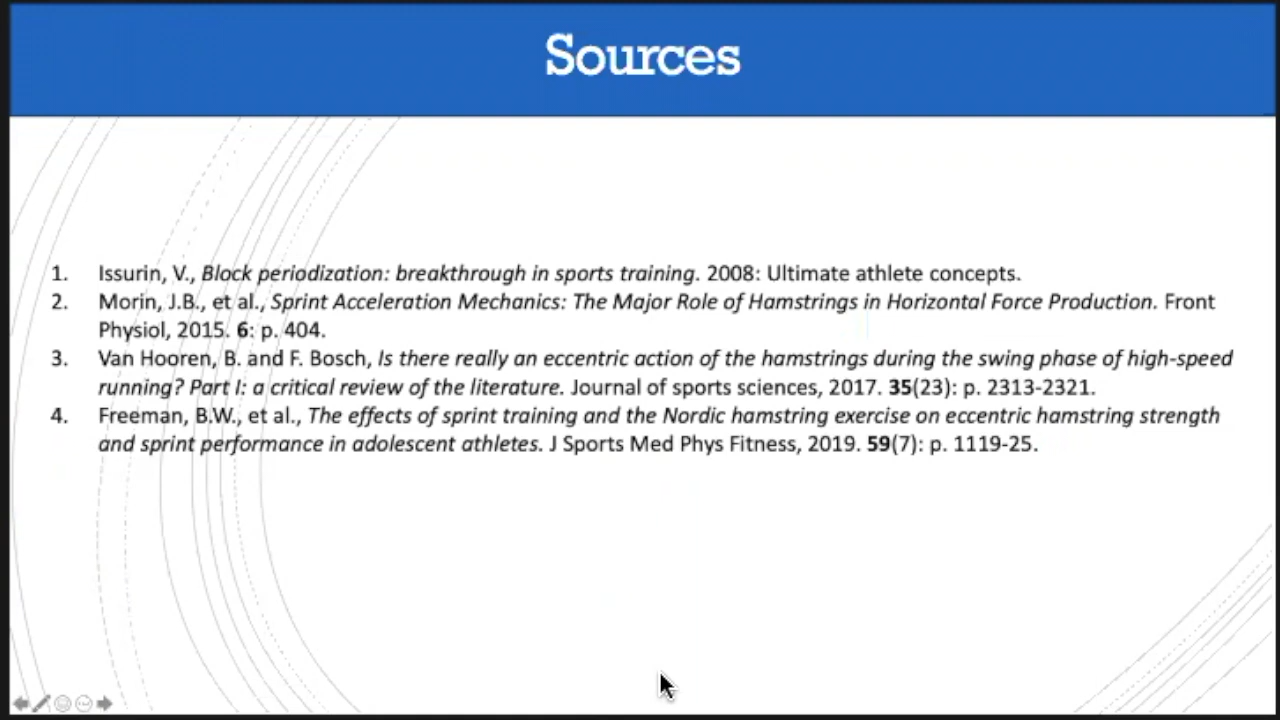 Sources
1. Issurin, V., Block periodization: breakthrough in sports training. 2008: Ultimate athlete concepts.
2. Morin, J.B., et al., Sprint Acceleration Mechanics: The Major Role of Hamstrings in Horizontal Force Production. Front
Physiol, 2015. 6: p. 404.
3. Van Hooren, B. and F. Bosch, Is there really an eccentric action of the hamstrings during the swing phase of high-speed
running? Part I: a critical review of the literature. Journal of sports sciences, 2017. 35(23): p. 2313-2321.
4. Freeman, B.W., et al., The effects of sprint training and the Nordic hamstring exercise on eccentric hamstring strength
and sprint performance in adolescent athletes. J Sports Med Phys Fitness, 2019. 59(7): p. 1119-25.